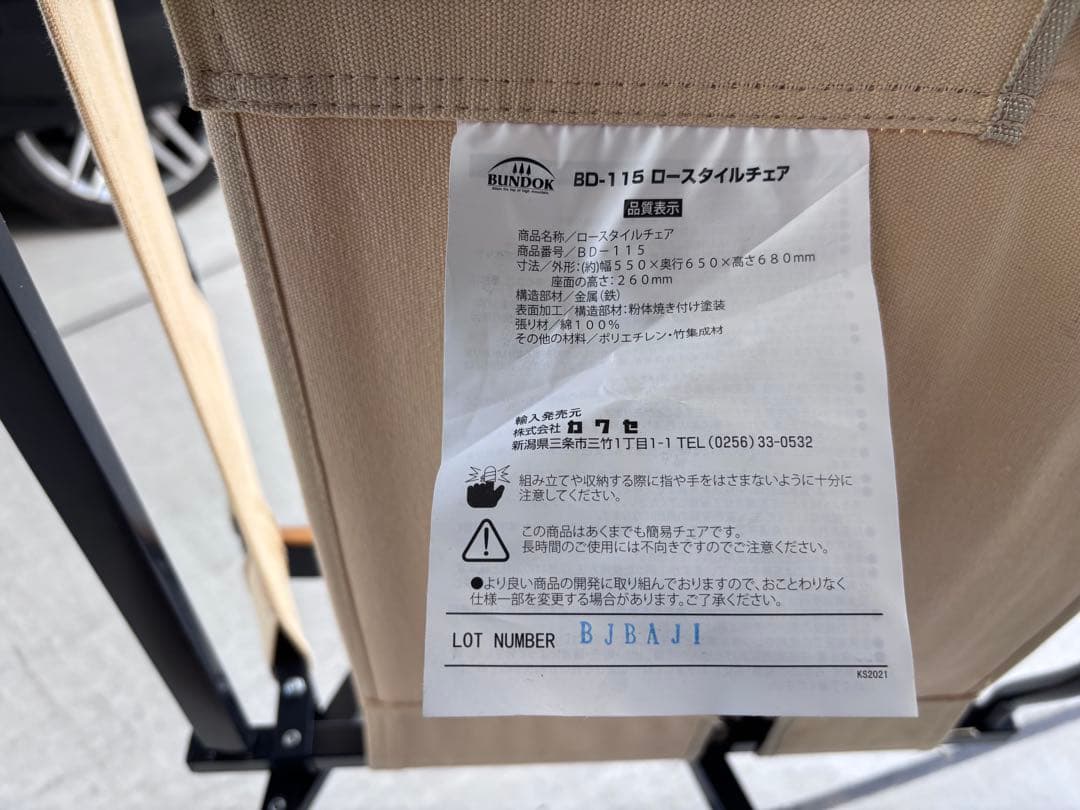 BUNDOK
BD-115 ロースタイルチェア
品質表示
商品名称/ロースタイルチェア
商品番号/BD-115
寸法/外形:(約)幅550×奥行650×高さ680mm
座面の高さ:260mm
構造部材/金属(鉄)
表面加工/構造部材:粉体焼き付け塗装
張り材/綿100%
その他の材料/ポリエチレン・竹集成材
輸入発売元
株式会社 カワセ
新潟県三条市三竹1丁目1-1 TEL(0256)33-0532
組み立てや収納する際に指や手をはさまないように十分に
注意してください。
この商品はあくまでも簡易チェアです。
長時間のご使用には不向きですのでご注意ください。
●より良い商品の開発に取り組んでおりますので、おことわりなく
仕様一部を変更する場合があります。ご了承ください。
LOT NUMBER BJBAJI
KS2021